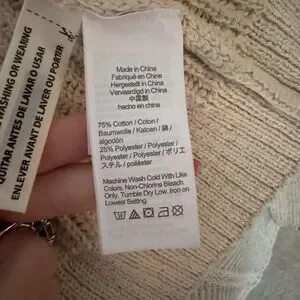 WASHING OR WEARING
QUITAR ANTES DE LAVAR O USAR
ENLEVER AVANT DE LAVER OU PORTER
Made in China
Fabriqué en Chine
Hergestellt in China
Vervaardigd in China
中国製
hecho en china
75% Cotton / Coton /
Baumwolle / Katoen / 綿 /
algodón
25% Polyester / Polyester /
Polyester / Polyester / ポリエ
ステル / poliéster
Machine Wash Cold With Like
Colors. Non-Chlorine Bleach
Only. Tumble Dry Low. Iron on
Lowest Setting.